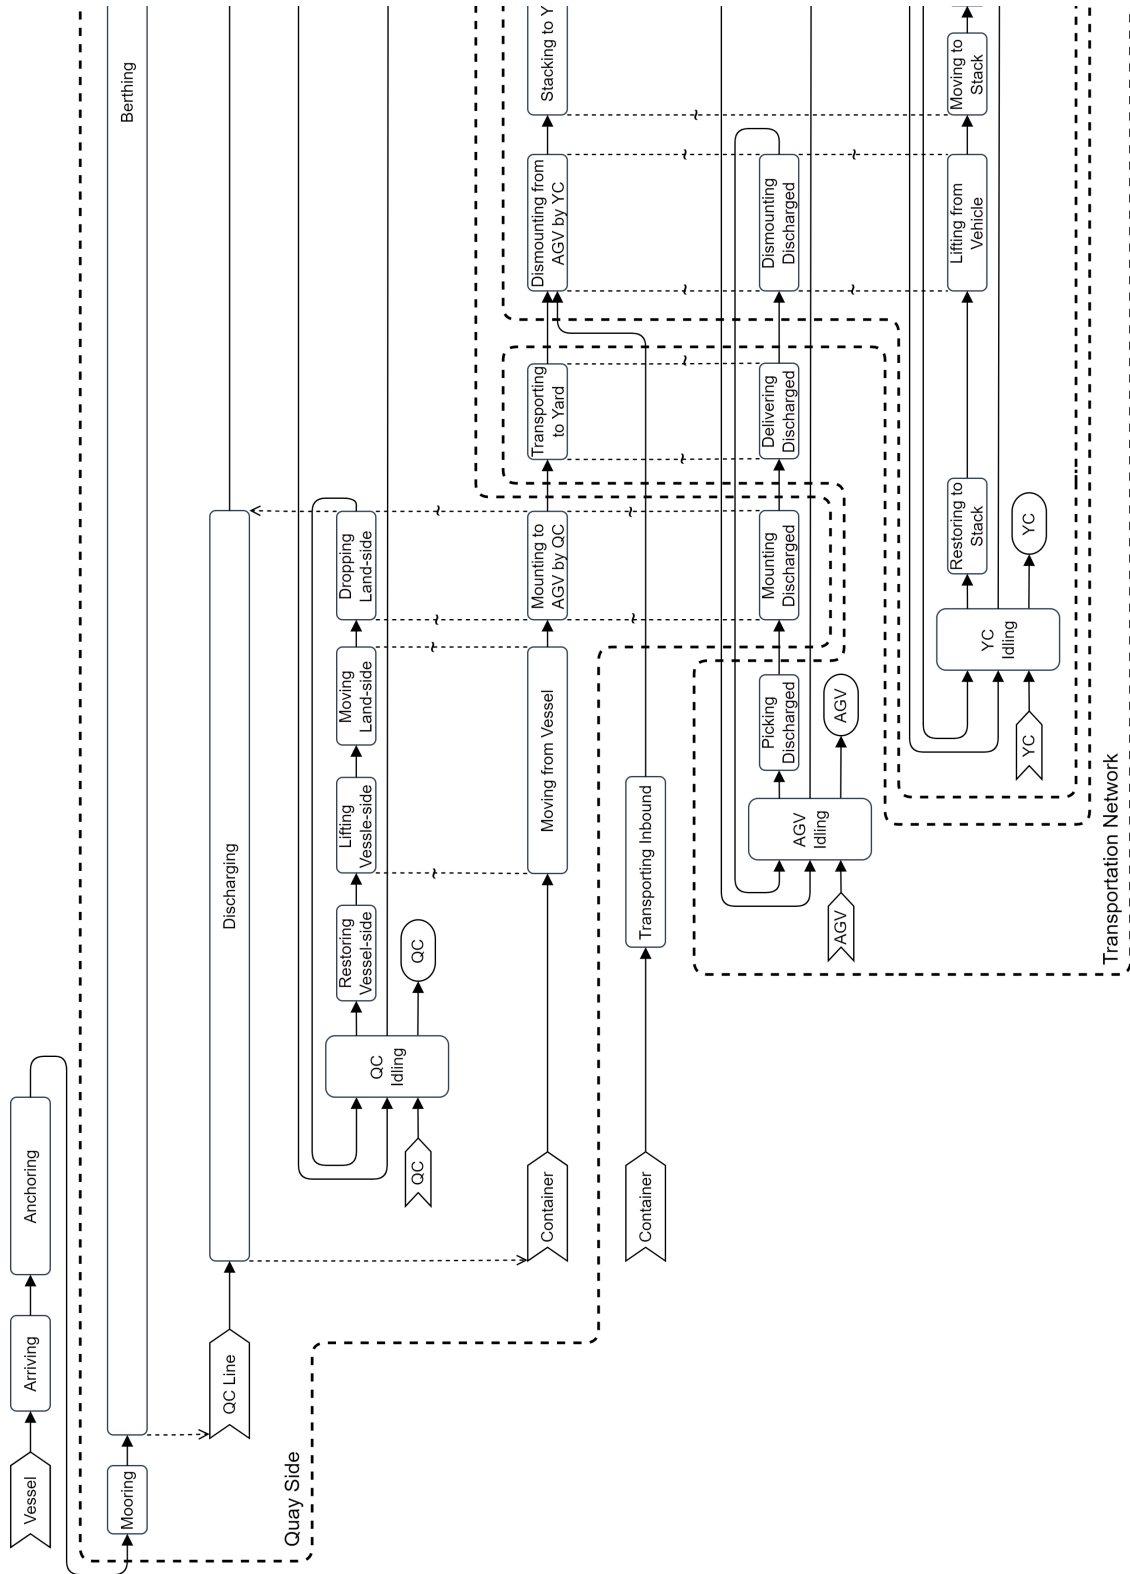 Vessel
Arriving
Anchoring
Mooring
Berthing
QC Line
Discharging
Quay Side
QC
QC
Idling
QC
Restoring
Vessel-side
Lifting
Vessle-side
Moving
Land-side
Dropping
Land-side
Container
Moving from Vessel
Mounting to
AGV by QC
Transporting
to Yard
Dismounting from
AGV by YC
Stacking to Y
Container
Transporting Inbound
AGV
AGV
Idling
AGV
Picking
Discharged
Mounting
Discharged
Delivering
Discharged
Dismounting
Discharged
YC
YC
Idling
YC
Restoring to
Stack
Lifting from
Vehicle
Moving to
Stack
Transportation Network